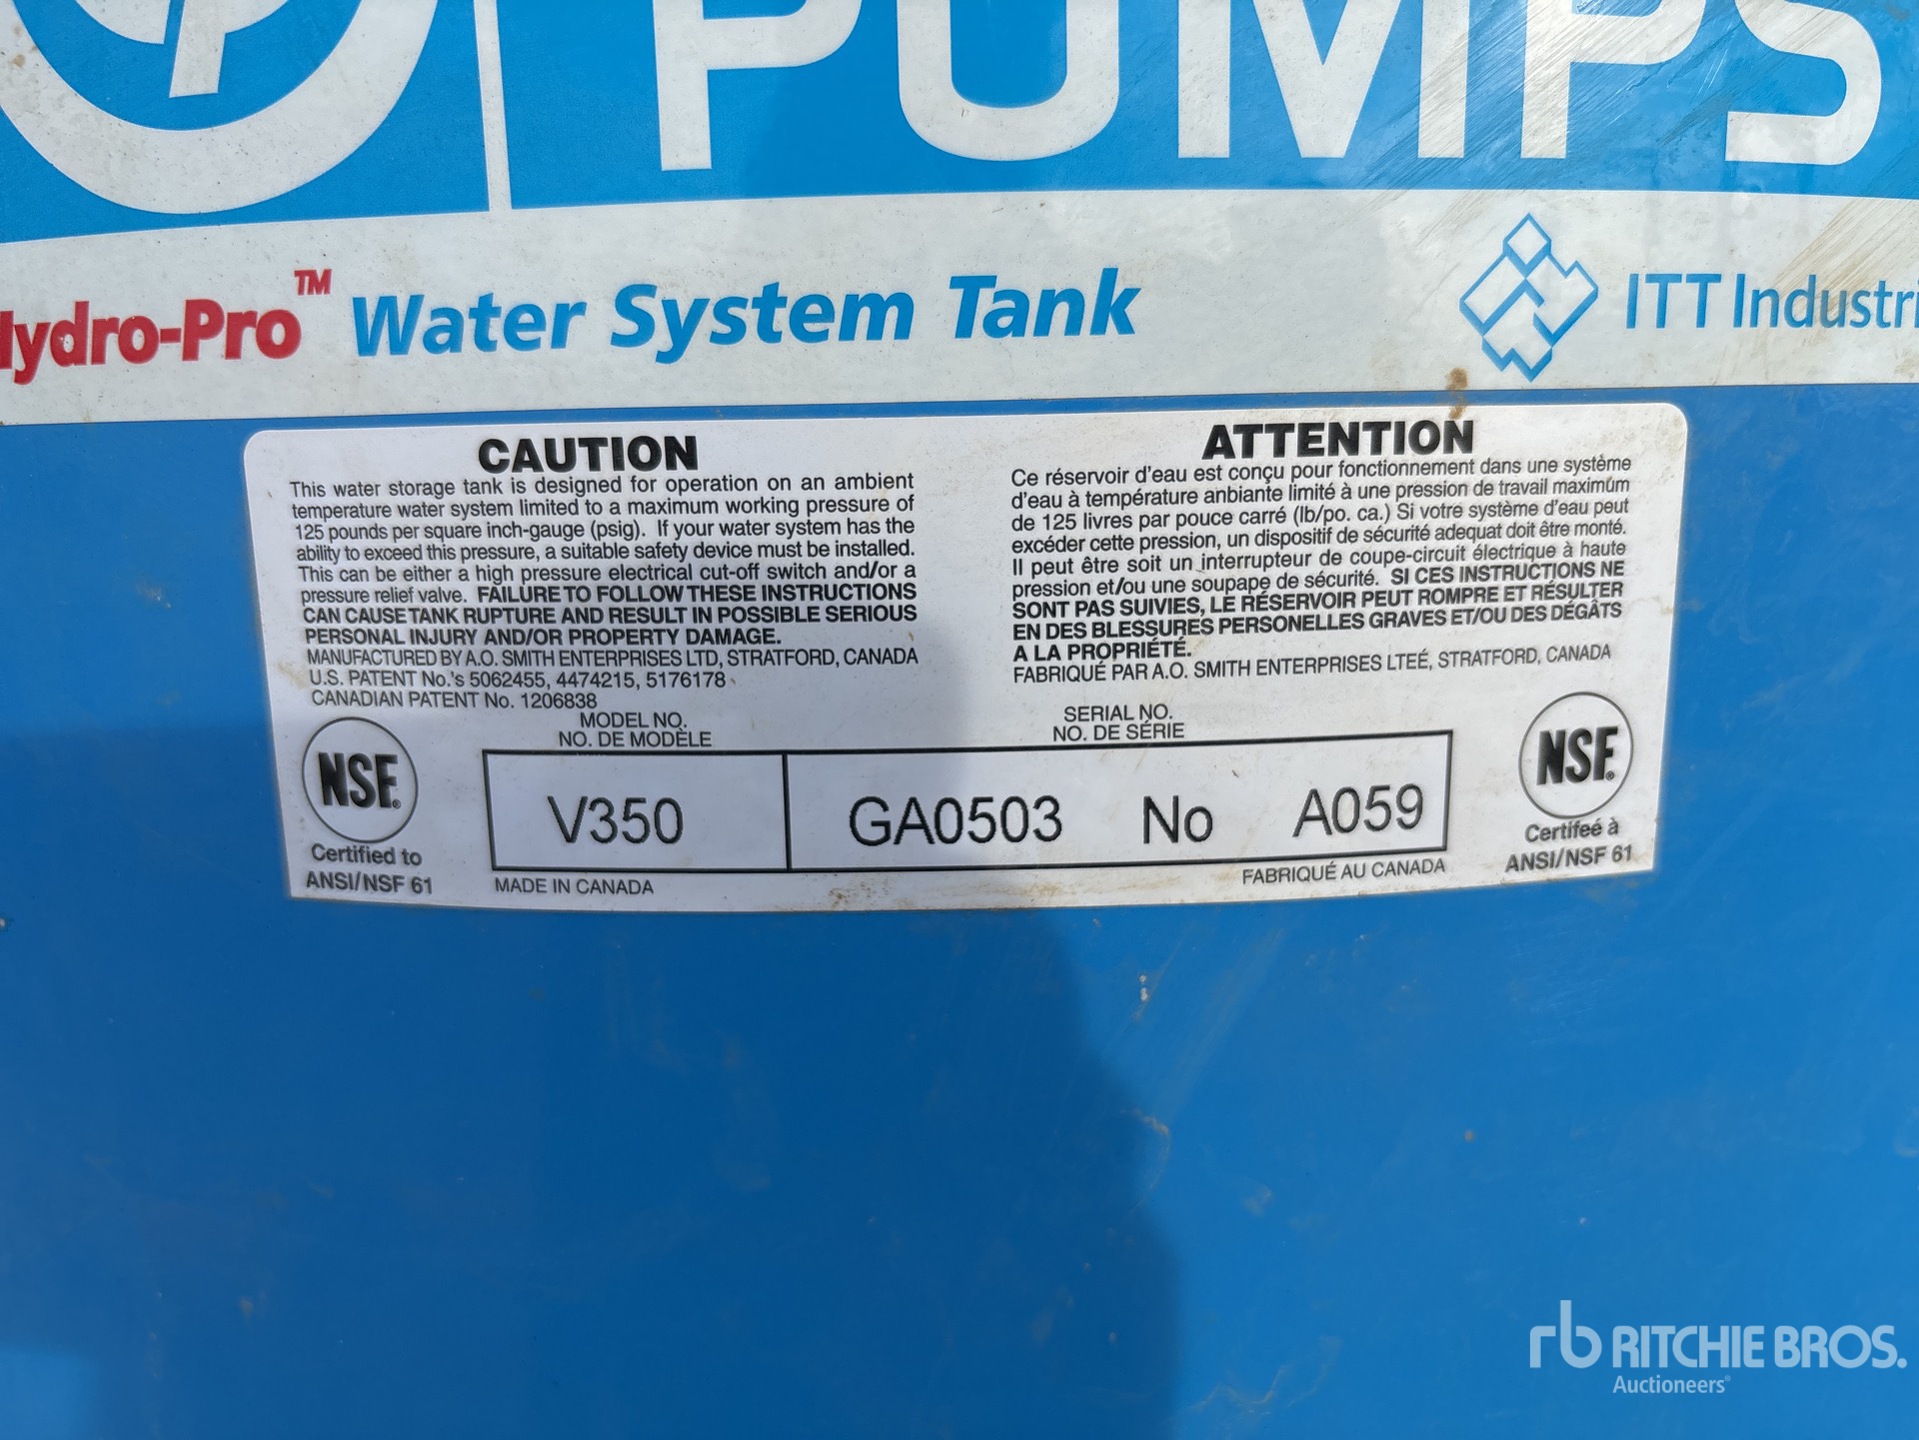 PUMPS
Hydro-Pro™ Water System Tank
ITT Industri
CAUTION
This water storage tank is designed for operation on an ambient
temperature water system limited to a maximum working pressure of
125 pounds per square inch-gauge (psig). If your water system has the
ability to exceed this pressure, a suitable safety device must be installed.
This can be either a high pressure electrical cut-off switch and/or a
pressure relief valve. FAILURE TO FOLLOW THESE INSTRUCTIONS
CAN CAUSE TANK RUPTURE AND RESULT IN POSSIBLE SERIOUS
PERSONAL INJURY AND/OR PROPERTY DAMAGE.
MANUFACTURED BY A.O. SMITH ENTERPRISES LTD, STRATFORD, CANADA
U.S. PATENT No.'s 5062455, 4474215, 5176178
CANADIAN PATENT No. 1206838
ATTENTION
Ce réservoir d'eau est conçu pour fonctionnement dans une système
d'eau à température anbiante limité à une pression de travail maximum
de 125 livres par pouce carré (lb/po. ca.) Si votre système d'eau peut
excéder cette pression, un dispositif de sécurité adequat doit être monté.
Il peut être soit un interrupteur de coupe-circuit électrique à haute
pression et/ou une soupape de sécurité. SI CES INSTRUCTIONS NE
SONT PAS SUIVIES, LE RÉSERVOIR PEUT ROMPRE ET RÉSULTER
EN DES BLESSURES PERSONELLES GRAVES ET/OU DES DÉGÂTS
A LA PROPRIÉTÉ.
FABRIQUÉ PAR A.O. SMITH ENTERPRISES LTEÉ, STRATFORD, CANADA
MODEL NO.
NO. DE MODÈLE
SERIAL NO.
NO. DE SÉRIE
NSF®
Certified to
ANSI/NSF 61
V350
GA0503 No A059
MADE IN CANADA
FABRIQUÉ AU CANADA
NSF®
Certifeé à
ANSI/NSF 61
rb RITCHIE BROS.
Auctioneers®